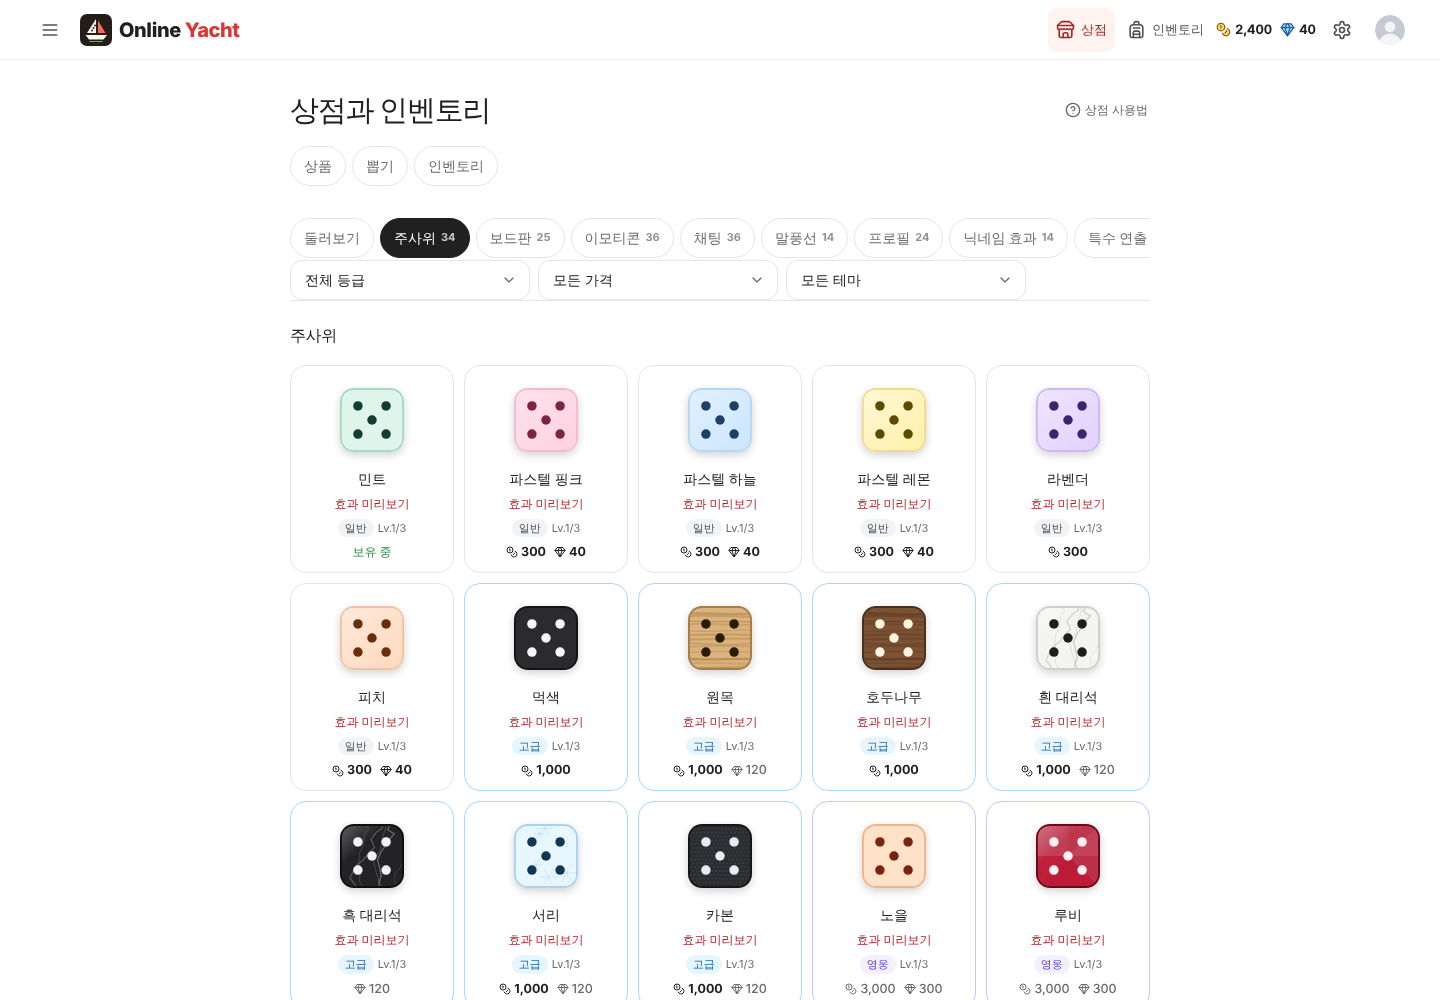 Online Yacht
상점
인벤토리
2,400
40
상점과 인벤토리
상점 사용법
상품
뽑기
인벤토리
둘러보기
주사위 34
보드판 25
이모티콘 36
채팅 36
말풍선 14
프로필 24
닉네임 효과 14
특수 연출
전체 등급
모든 가격
모든 테마
주사위
민트
효과 미리보기
일반 Lv.1/3
보유 중
파스텔 핑크
효과 미리보기
일반 Lv.1/3
300 40
파스텔 하늘
효과 미리보기
일반 Lv.1/3
300 40
파스텔 레몬
효과 미리보기
일반 Lv.1/3
300 40
라벤더
효과 미리보기
일반 Lv.1/3
300
피치
효과 미리보기
일반 Lv.1/3
300 40
먹색
효과 미리보기
고급 Lv.1/3
1,000
원목
효과 미리보기
고급 Lv.1/3
1,000 120
호두나무
효과 미리보기
고급 Lv.1/3
1,000
흰 대리석
효과 미리보기
고급 Lv.1/3
1,000 120
흑 대리석
효과 미리보기
고급 Lv.1/3
120
서리
효과 미리보기
고급 Lv.1/3
1,000 120
카본
효과 미리보기
고급 Lv.1/3
1,000 120
노을
효과 미리보기
영웅 Lv.1/3
3,000 300
루비
효과 미리보기
영웅 Lv.1/3
3,000 300